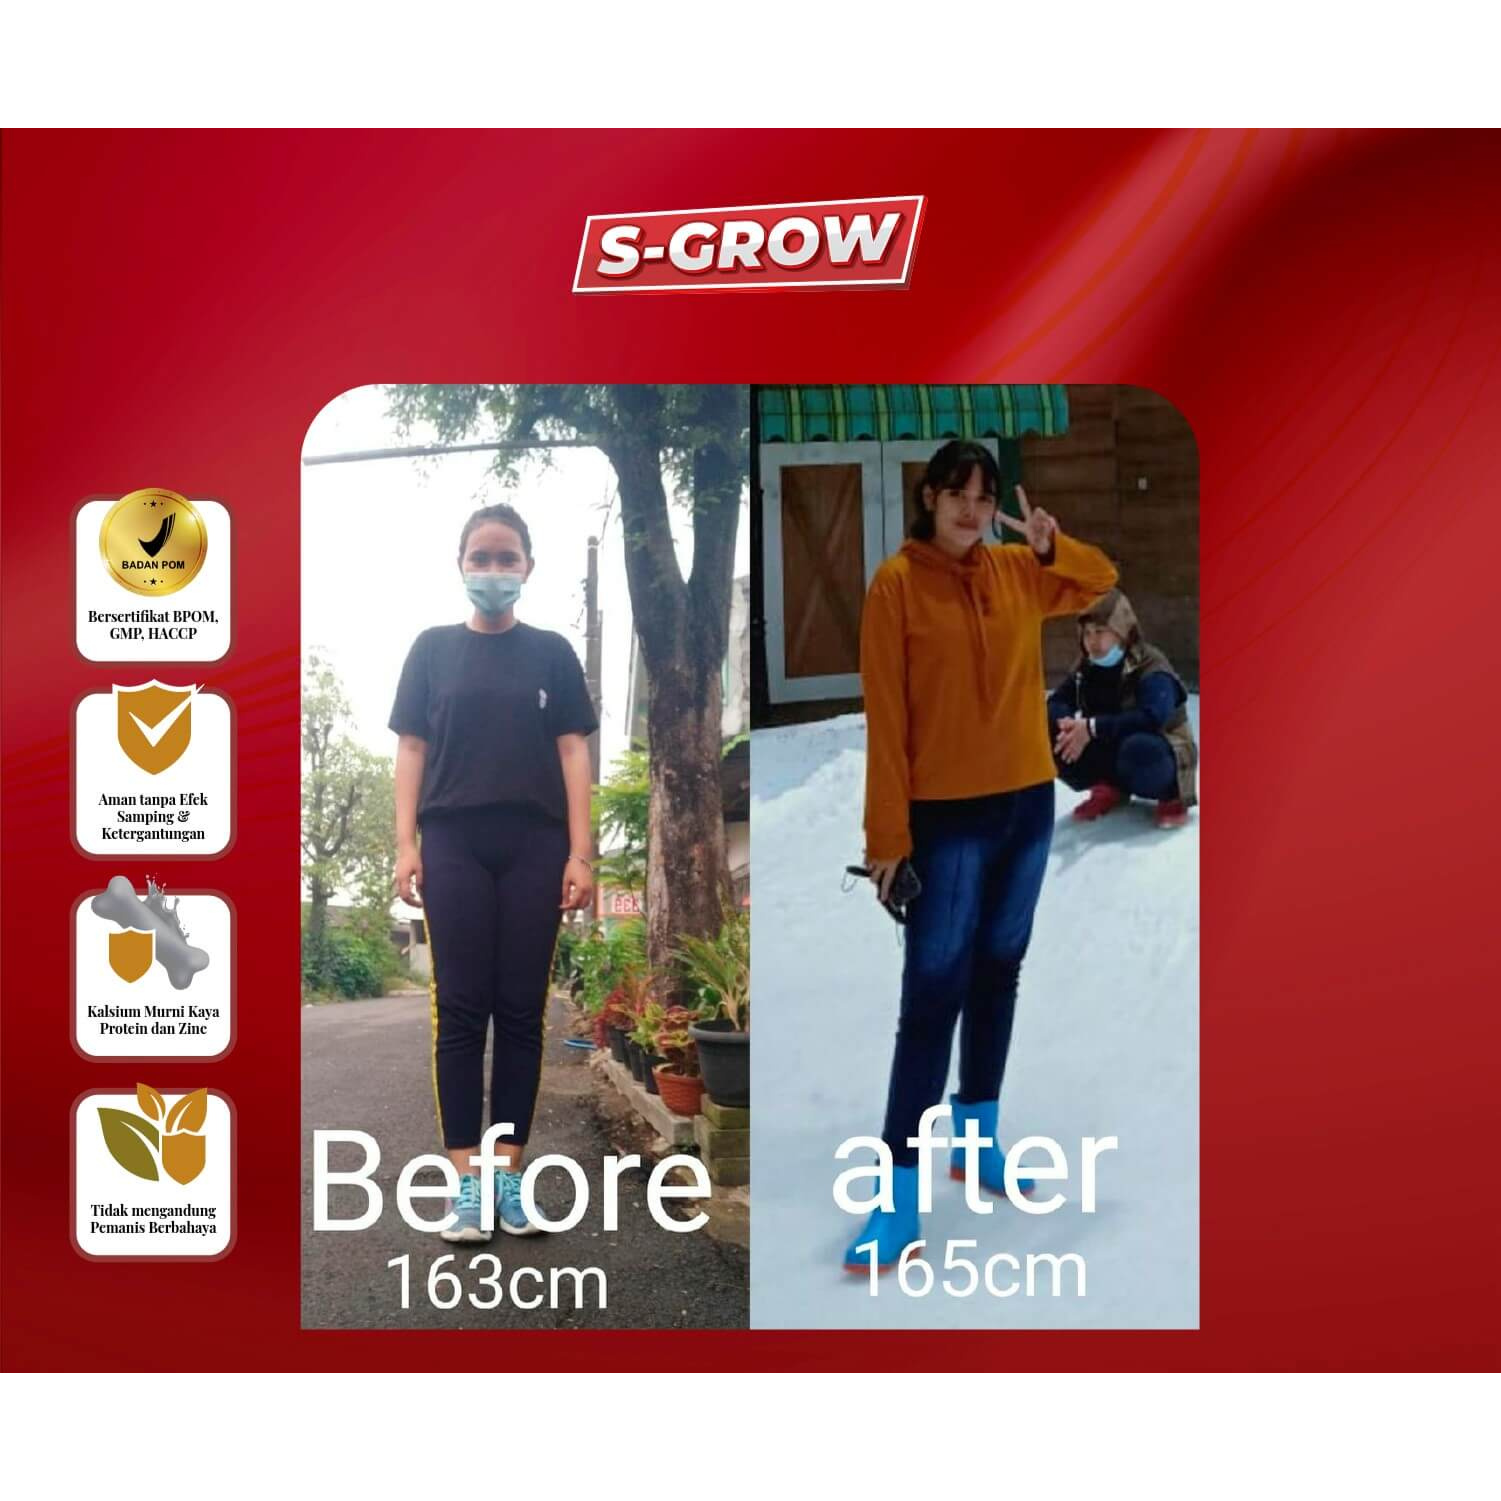 S-GROW
BADAN POM
Bersertifikat BPOM,
GMP, HACCP
Aman tanpa Efek
Samping &
Ketergantungan
Kalsium Murni Kaya
Protein dan Zinc
Tidak mengandung
Pemanis Berbahaya
Before
163cm
after
165cm